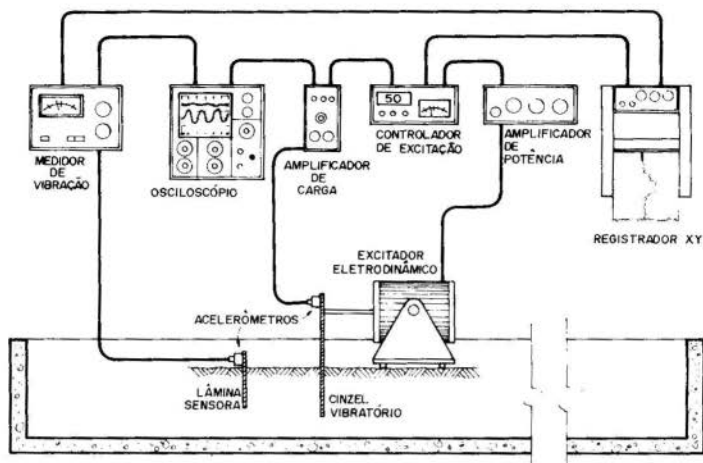 50
MEDIDOR
DE
VIBRAÇÃO
OSCILOSCÓPIO
AMPLIFICADOR
DE
CARGA
CONTROLADOR
DE EXCITAÇÃO
AMPLIFICADOR
DE
POTÊNCIA
REGISTRADOR XY
EXCITADOR
ELETRODINÂMICO
ACELERÔMETROS
LÂMINA
SENSORA
CINZEL
VIBRATÓRIO